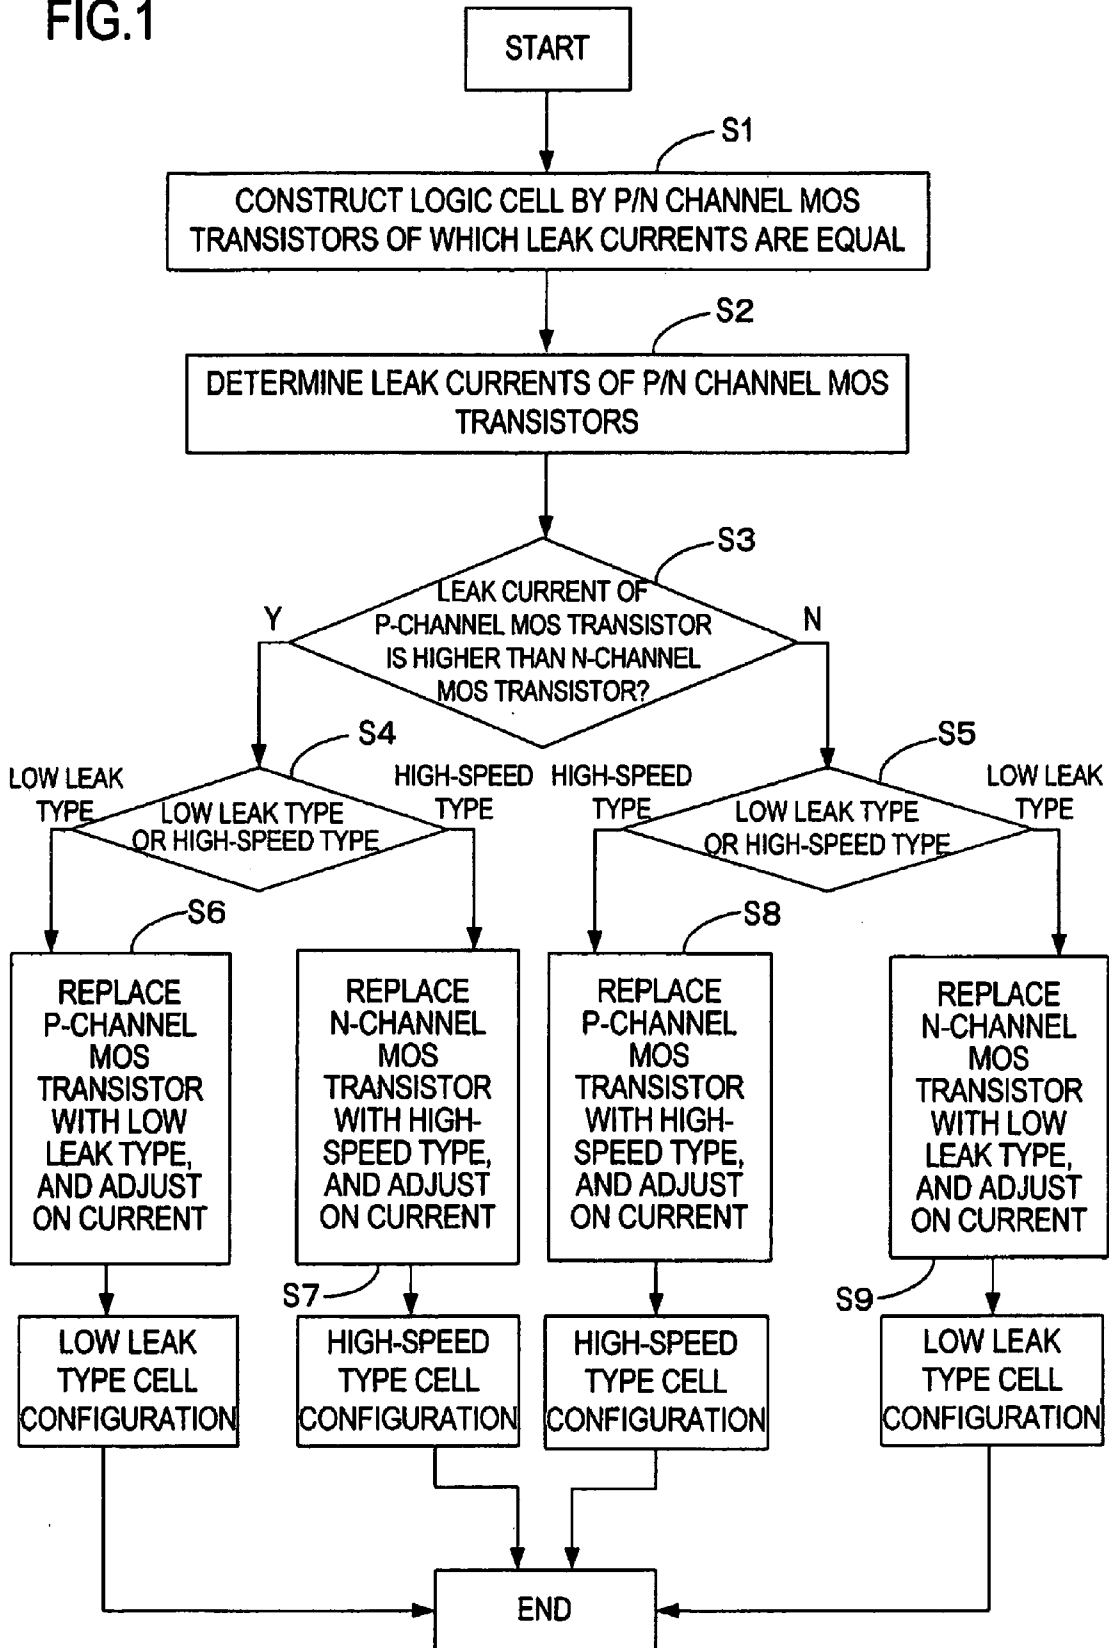 FIG.1
START
S1
CONSTRUCT LOGIC CELL BY P/N CHANNEL MOS
TRANSISTORS OF WHICH LEAK CURRENTS ARE EQUAL
S2
DETERMINE LEAK CURRENTS OF P/N CHANNEL MOS
TRANSISTORS
S3
LEAK CURRENT OF
P-CHANNEL MOS TRANSISTOR
IS HIGHER THAN N-CHANNEL
MOS TRANSISTOR?
Y
N
S4
LOW LEAK
TYPE
LOW LEAK TYPE
OR HIGH-SPEED TYPE
HIGH-SPEED
TYPE
S5
HIGH-SPEED
TYPE
LOW LEAK TYPE
OR HIGH-SPEED TYPE
LOW LEAK
TYPE
S6
REPLACE
P-CHANNEL
MOS
TRANSISTOR
WITH LOW
LEAK TYPE,
AND ADJUST
ON CURRENT
REPLACE
N-CHANNEL
MOS
TRANSISTOR
WITH HIGH-
SPEED TYPE,
AND ADJUST
ON CURRENT
S7
S8
REPLACE
P-CHANNEL
MOS
TRANSISTOR
WITH HIGH-
SPEED TYPE,
AND ADJUST
ON CURRENT
REPLACE
N-CHANNEL
MOS
TRANSISTOR
WITH LOW
LEAK TYPE,
AND ADJUST
ON CURRENT
S9
LOW LEAK
TYPE CELL
CONFIGURATION
HIGH-SPEED
TYPE CELL
CONFIGURATION
HIGH-SPEED
TYPE CELL
CONFIGURATION
LOW LEAK
TYPE CELL
CONFIGURATION
END